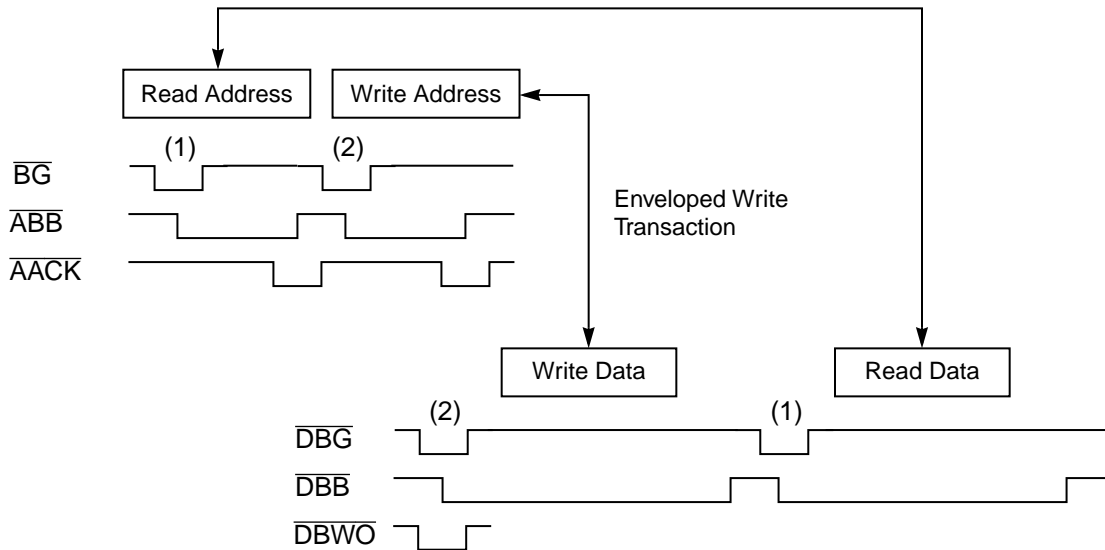 Read Address
Write Address
(1)
(2)
BG
ABB
AACK
Enveloped Write
Transaction
Write Data
Read Data
(2)
(1)
DBG
DBB
DBWO